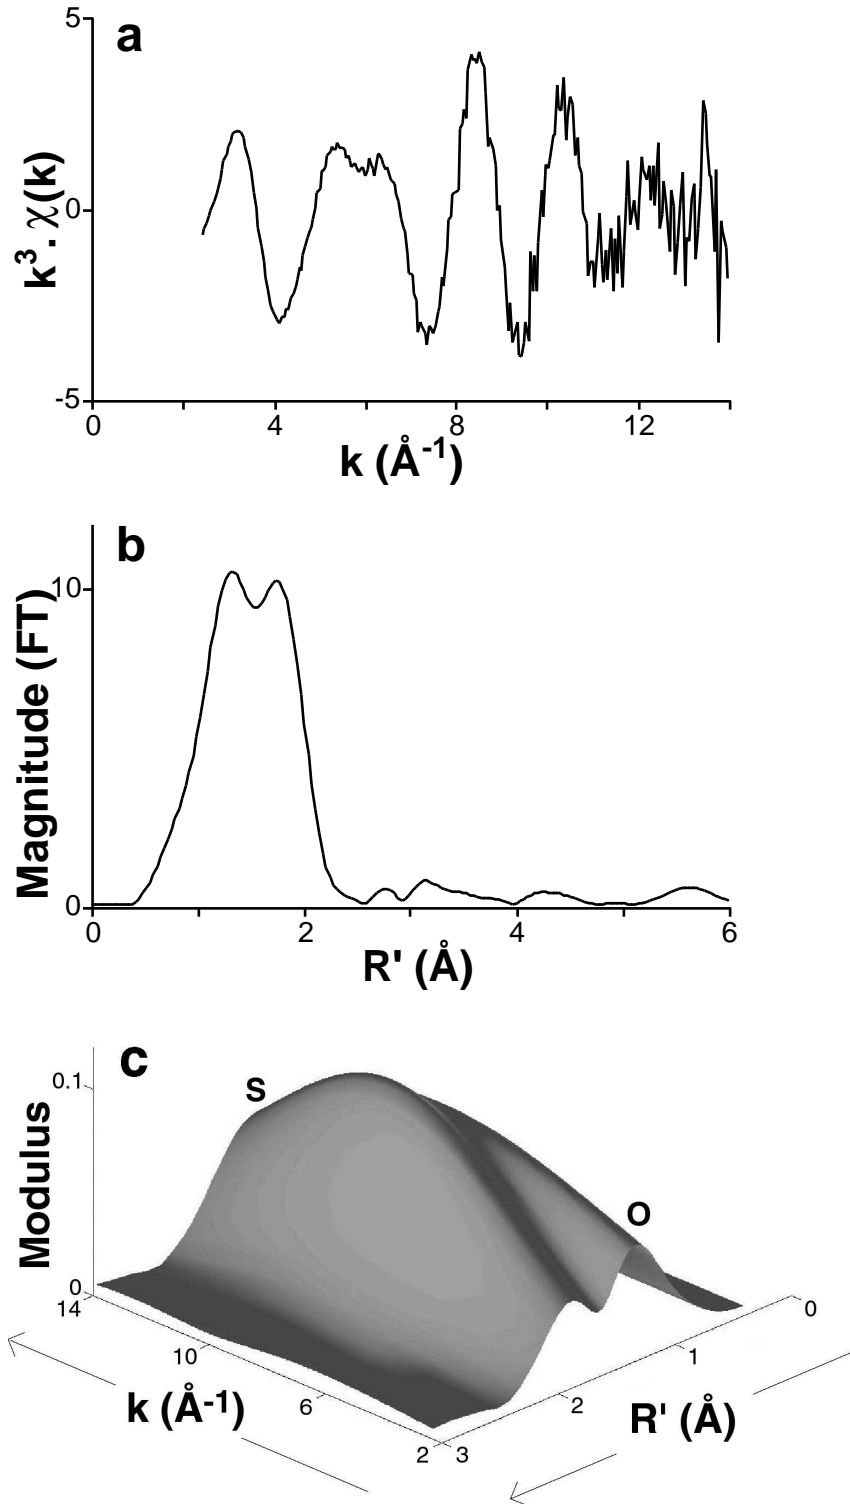 a
5
0
-5
k³. χ(k)
0 4 8 12
k (Å⁻¹)
b
10
0
Magnitude (FT)
0 2 4 6
R' (Å)
c
S
O
0.1
0
Modulus
14
10
6
2
k (Å⁻¹)
3
2
1
0
R' (Å)